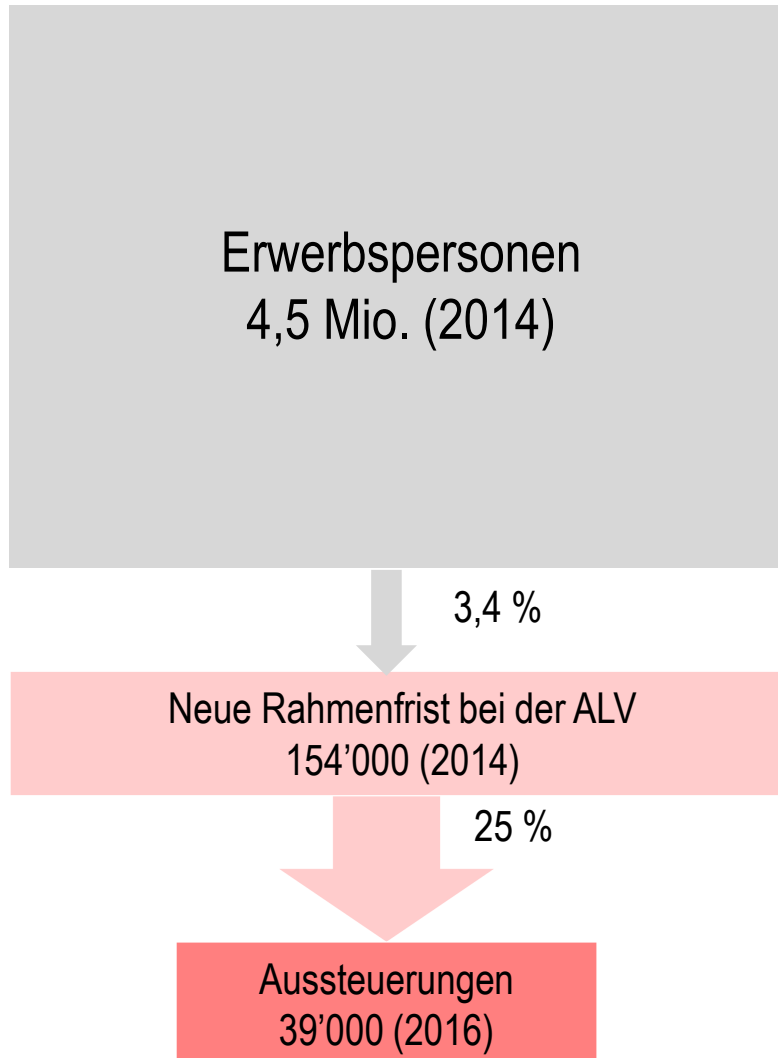 Erwerbspersonen
4,5 Mio. (2014)
3,4 %
Neue Rahmenfrist bei der ALV
154’000 (2014)
25 %
Aussteuerungen
39’000 (2016)